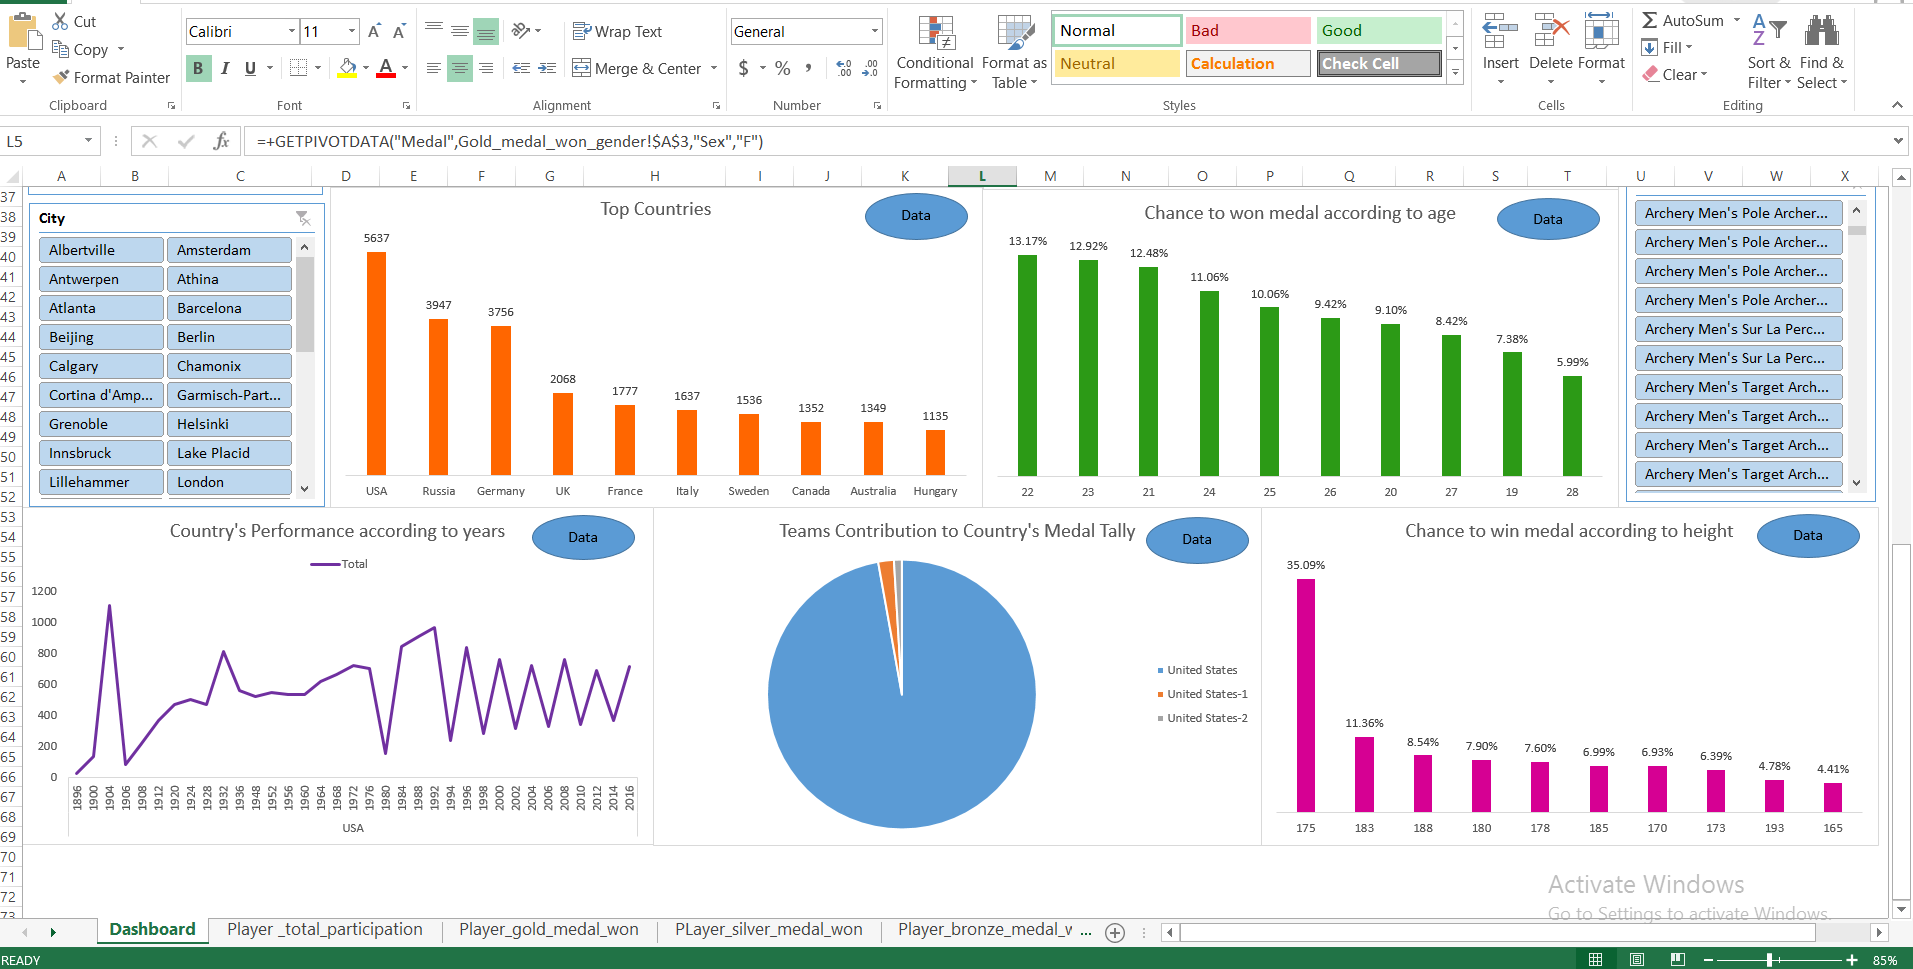 Cut
Copy
Format Painter
Paste
Clipboard
Calibri
11
A A
B I U
A
Font
Wrap Text
Merge & Center
Alignment
General
$ % ,
Number
Conditional
Formatting
Format as
Table
Normal
Bad
Good
Neutral
Calculation
Check Cell
Styles
Insert
Delete
Format
Cells
AutoSum
Fill
Clear
Sort &
Filter
Find &
Select
Editing
L5
fx
=+GETPIVOTDATA("Medal",Gold_medal_won_gender!$A$3,"Sex","F")
A B C D E F G H I J K L M N O P Q R S T U V W X
37
38
39
40
41
42
43
44
45
46
47
48
49
50
51
52
53
54
55
56
57
58
59
60
61
62
63
64
65
66
67
68
69
70
71
72
73
City
Albertville
Amsterdam
Antwerpen
Athina
Atlanta
Barcelona
Beijing
Berlin
Calgary
Chamonix
Cortina d'Amp...
Garmisch-Part...
Grenoble
Helsinki
Innsbruck
Lake Placid
Lillehammer
London
Top Countries
Data
5637
3947
3756
2068
1777
1637
1536
1352
1349
1135
USA Russia Germany UK France Italy Sweden Canada Australia Hungary
Chance to won medal according to age
Data
13.17%
12.92%
12.48%
11.06%
10.06%
9.42%
9.10%
8.42%
7.38%
5.99%
22 23 21 24 25 26 20 27 19 28
Archery Men's Pole Archer...
Archery Men's Pole Archer...
Archery Men's Pole Archer...
Archery Men's Pole Archer...
Archery Men's Sur La Perc...
Archery Men's Sur La Perc...
Archery Men's Target Arch...
Archery Men's Target Arch...
Archery Men's Target Arch...
Archery Men's Target Arch...
Country's Performance according to years
Data
Total
1200
1000
800
600
400
200
0
1896 1900 1904 1906 1908 1912 1920 1924 1928 1932 1936 1948 1952 1956 1960 1964 1968 1972 1976 1980 1984 1988 1992 1994 1996 1998 2000 2002 2004 2006 2008 2010 2012 2014 2016
USA
Teams Contribution to Country's Medal Tally
Data
United States
United States-1
United States-2
Chance to win medal according to height
Data
35.09%
11.36%
8.54%
7.90%
7.60%
6.99%
6.93%
6.39%
4.78%
4.41%
175 183 188 180 178 185 170 173 193 165
Activate Windows
Go to Settings to activate Windows.
Dashboard
Player _total_participation
Player_gold_medal_won
PLayer_silver_medal_won
Player_bronze_medal_w ...
READY
85%